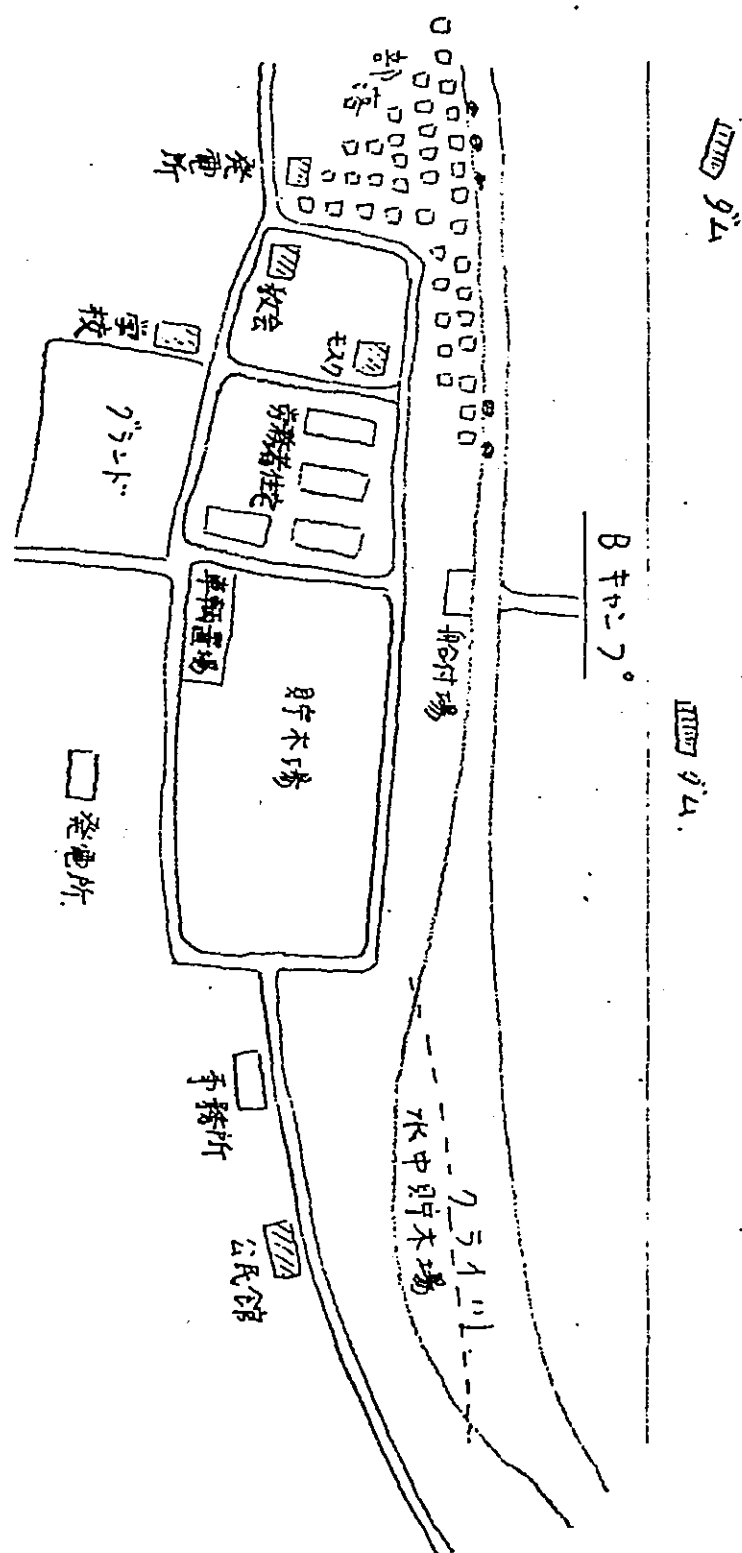 ダム
部落
発電所
教会
学校
モスク
グランド
労務者住宅
Bキャンプ
船付場
車輌置場
貯木場
ダム.
発電所.
クライ川
水中貯木場
事務所
公民館